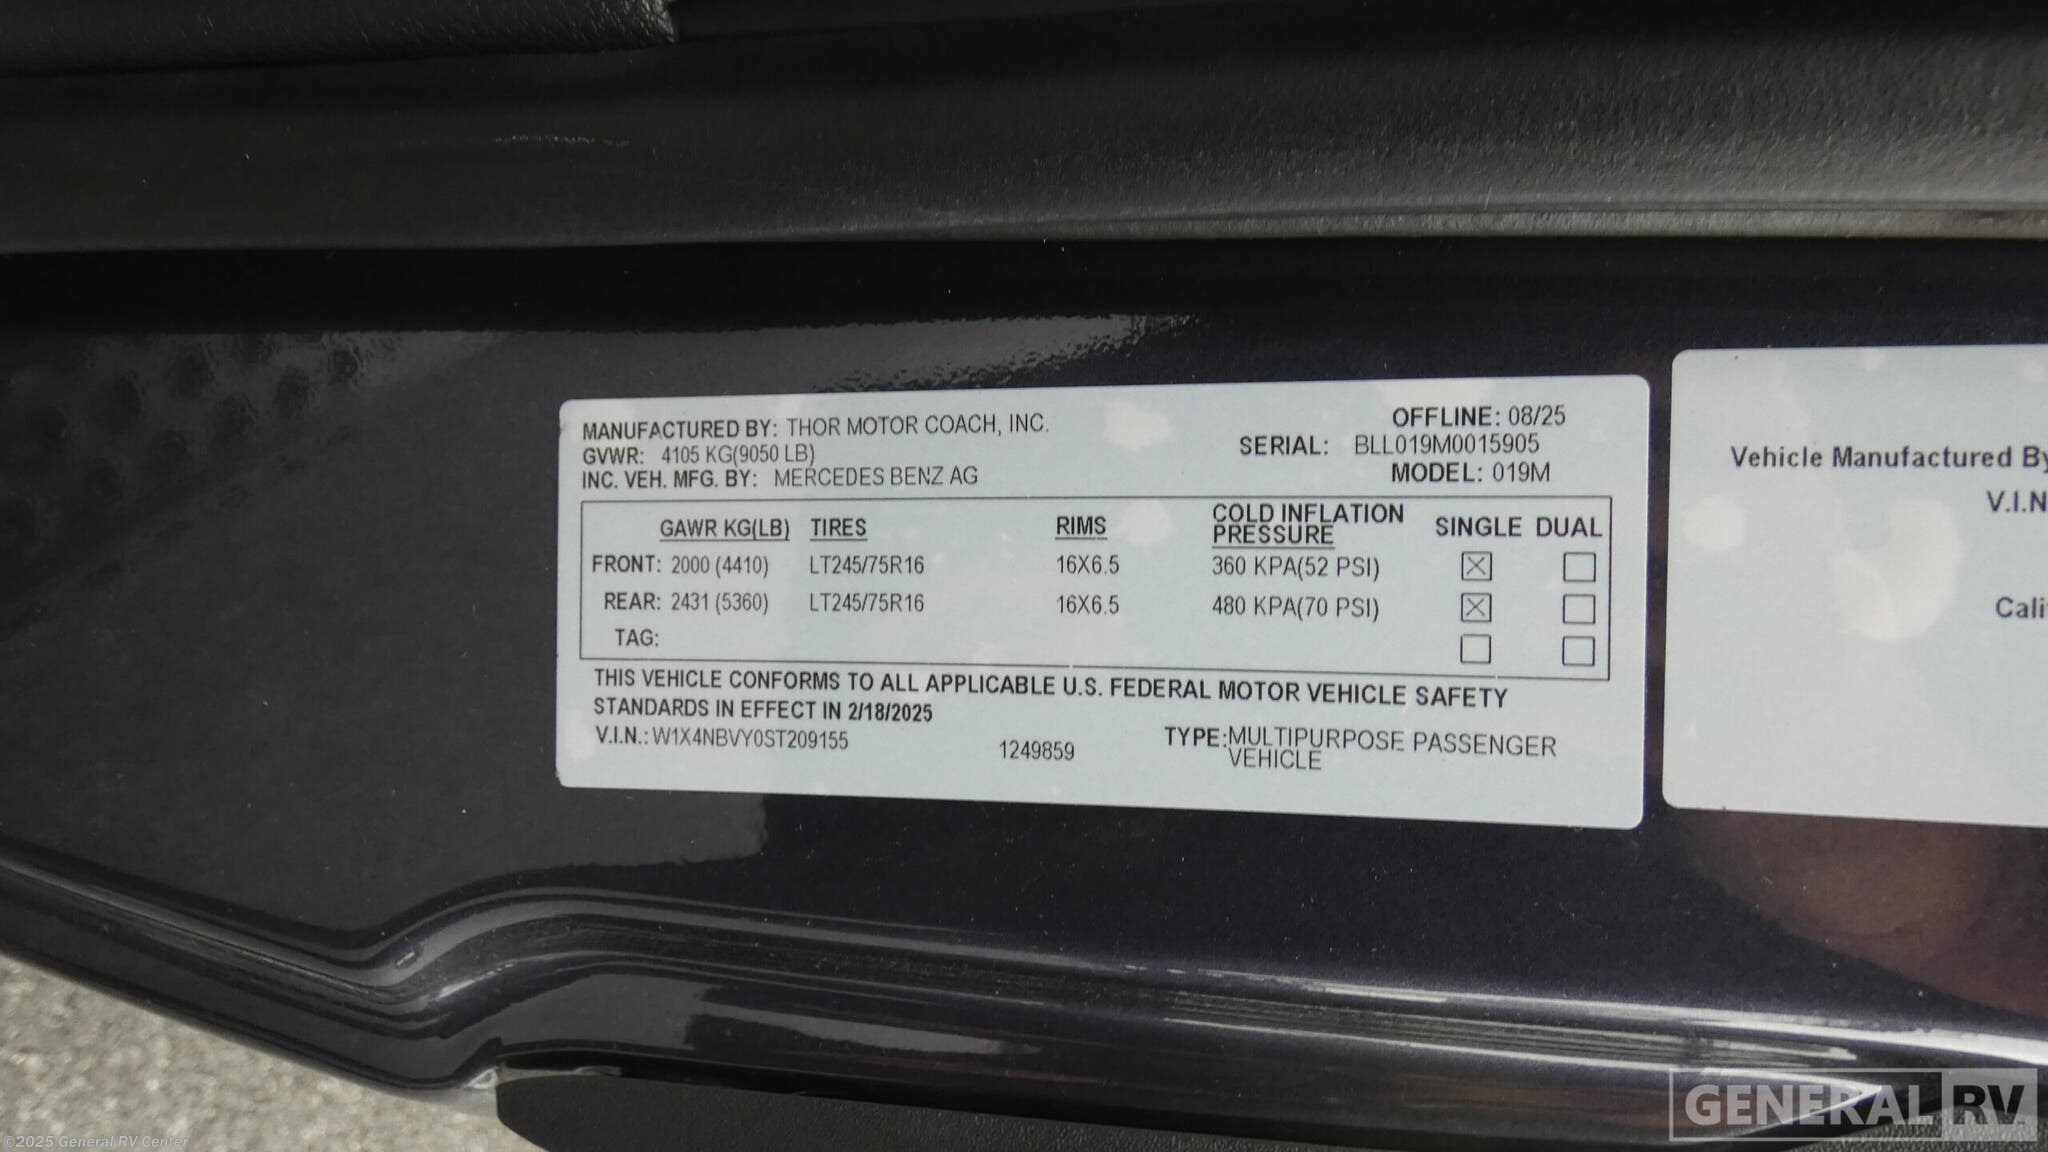 MANUFACTURED BY: THOR MOTOR COACH, INC. OFFLINE: 08/25
GVWR: 4105 KG(9050 LB) SERIAL: BLL019M0015905
INC. VEH. MFG. BY: MERCEDES BENZ AG MODEL: 019M
GAWR KG(LB) TIRES RIMS COLD INFLATION PRESSURE SINGLE DUAL
FRONT: 2000 (4410) LT245/75R16 16X6.5 360 KPA(52 PSI)
REAR: 2431 (5360) LT245/75R16 16X6.5 480 KPA(70 PSI)
TAG:
THIS VEHICLE CONFORMS TO ALL APPLICABLE U.S. FEDERAL MOTOR VEHICLE SAFETY
STANDARDS IN EFFECT IN 2/18/2025
V.I.N.: W1X4NBVY0ST209155 1249859 TYPE: MULTIPURPOSE PASSENGER
VEHICLE
Vehicle Manufactured By
V.I.N
Calif
GENERAL RV
©2025 General RV Center